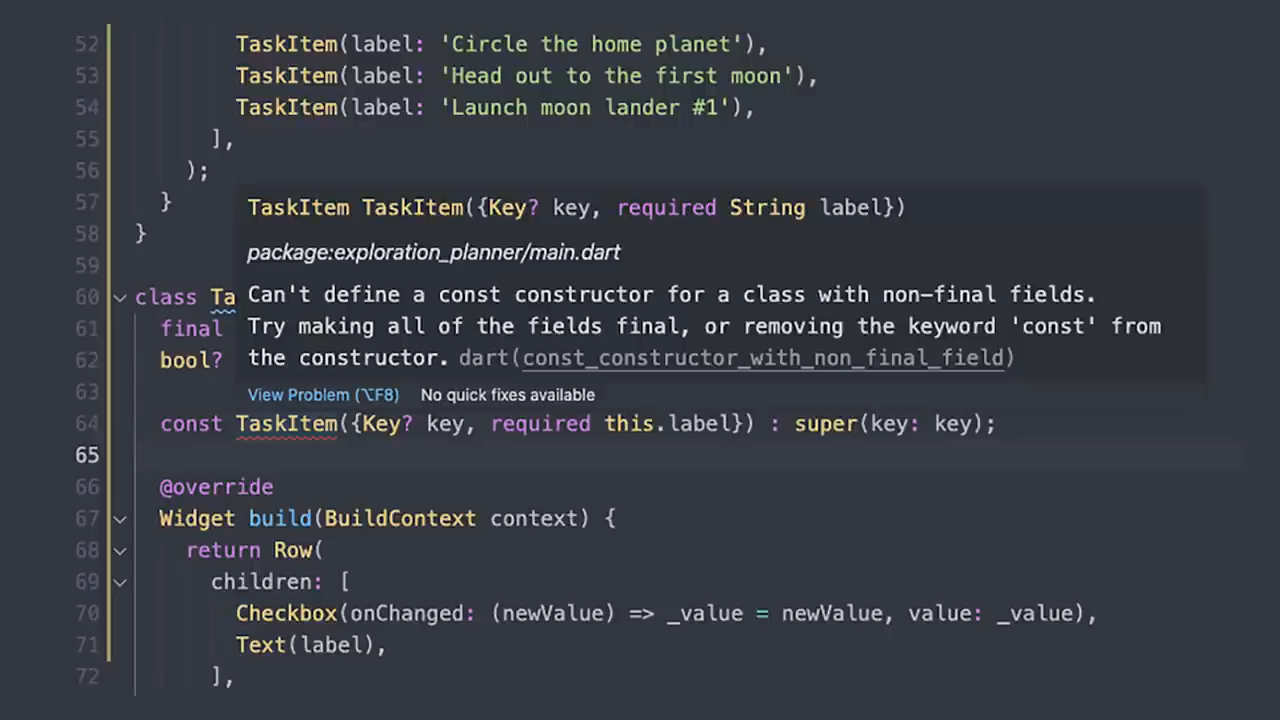 52 TaskItem(label: 'Circle the home planet'),
53 TaskItem(label: 'Head out to the first moon'),
54 TaskItem(label: 'Launch moon lander #1'),
55 ],
56 );
57 }
58 }
TaskItem TaskItem({Key? key, required String label})
package:exploration_planner/main.dart
59
60 class Ta
61 final
62 bool?
63
Can't define a const constructor for a class with non-final fields.
Try making all of the fields final, or removing the keyword 'const' from
the constructor. dart(const_constructor_with_non_final_field)
View Problem (⌥F8) No quick fixes available
64 const TaskItem({Key? key, required this.label}) : super(key: key);
65
66 @override
67 Widget build(BuildContext context) {
68 return Row(
69 children: [
70 Checkbox(onChanged: (newValue) => _value = newValue, value: _value),
71 Text(label),
72 ],